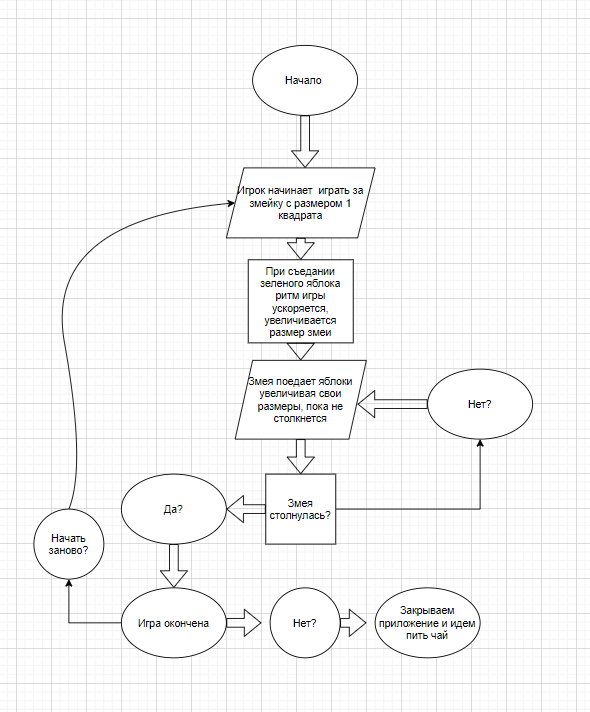 Начало
Игрок начинает играть за
змейку с размером 1
квадрата
При съедании
зеленого яблока
ритм игры
ускоряется,
увеличивается
размер змеи
Змея поедает яблоки
увеличивая свои
размеры, пока не
столкнется
Нет?
Змея
столнулась?
Да?
Начать
заново?
Игра окончена
Нет?
Закрываем
приложение и идем
пить чай